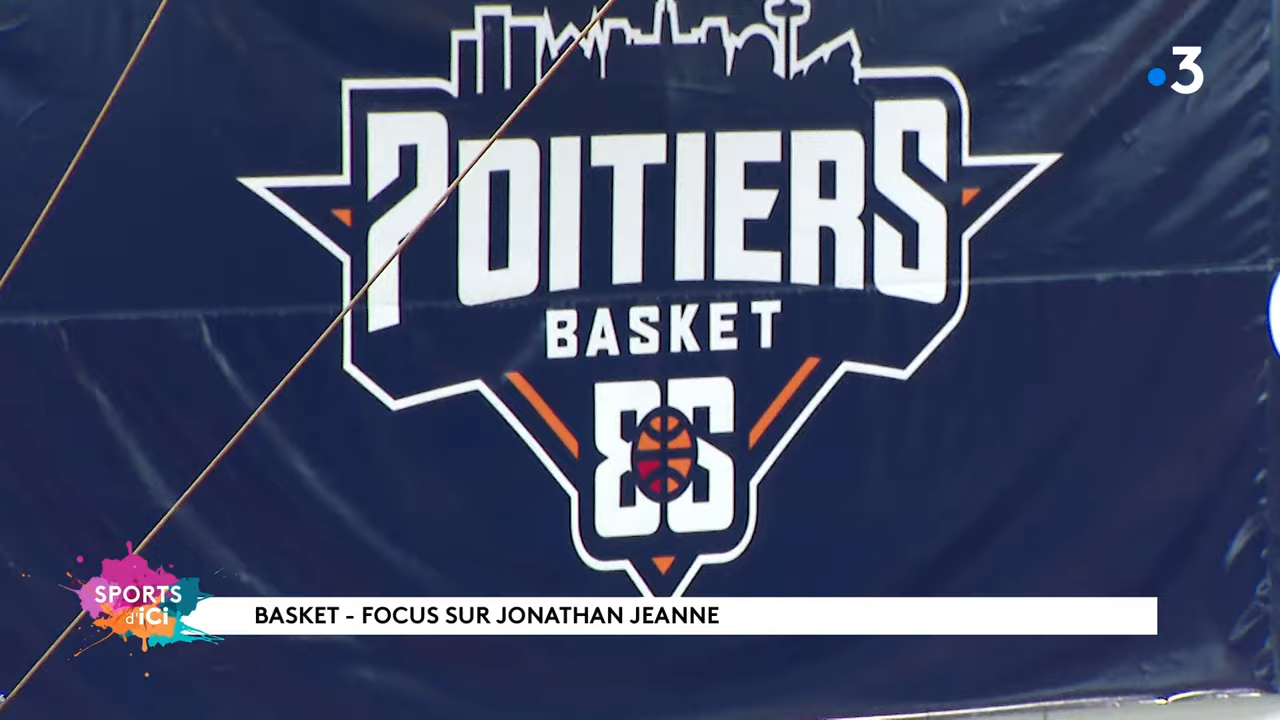 3
POITIERS
BASKET
86
SPORTS
d'iCi
BASKET - FOCUS SUR JONATHAN JEANNE